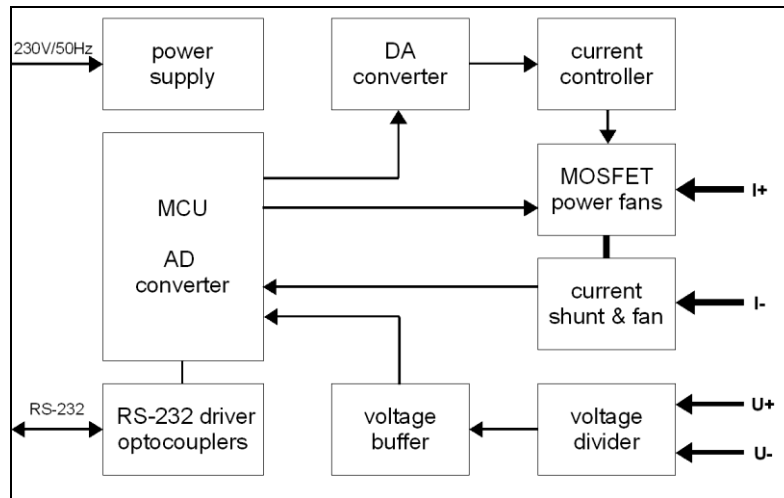 230V/50Hz
power
supply
DA
converter
current
controller
MCU
AD
converter
MOSFET
power fans
I+
current
shunt & fan
I-
RS-232
RS-232 driver
optocouplers
voltage
buffer
voltage
divider
U+
U-